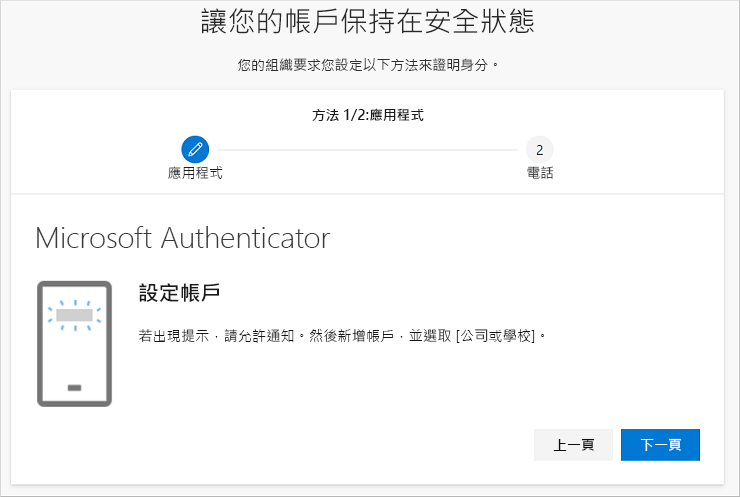 讓您的帳戶保持在安全狀態
您的組織要求您設定以下方法來證明身分。
方法 1/2:應用程式
2
應用程式
電話
Microsoft Authenticator
設定帳戶
若出現提示，請允許通知。然後新增帳戶，並選取 [公司或學校]。
上一頁
下一頁